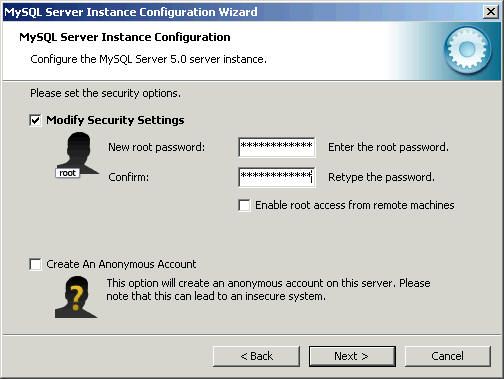 MySQL Server Instance Configuration Wizard
MySQL Server Instance Configuration
Configure the MySQL Server 5.0 server instance.
Please set the security options.
Modify Security Settings
root
New root password: ************ Enter the root password.
Confirm: ************ Retype the password.
Enable root access from remote machines
Create An Anonymous Account
This option will create an anonymous account on this server. Please
note that this can lead to an insecure system.
< Back Next > Cancel